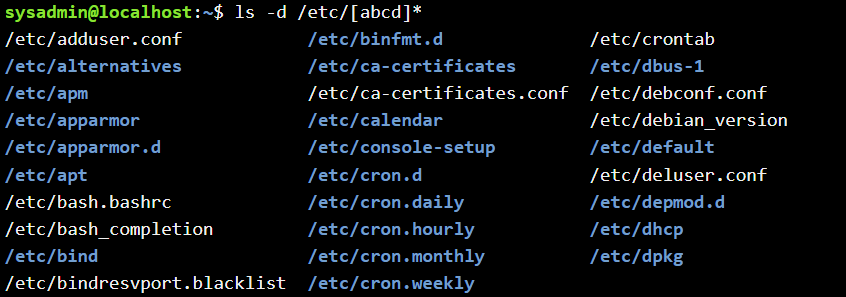 sysadmin@localhost:~$ ls -d /etc/[abcd]*
/etc/adduser.conf /etc/binfmt.d /etc/crontab
/etc/alternatives /etc/ca-certificates /etc/dbus-1
/etc/apm /etc/ca-certificates.conf /etc/debconf.conf
/etc/apparmor /etc/calendar /etc/debian_version
/etc/apparmor.d /etc/console-setup /etc/default
/etc/apt /etc/cron.d /etc/deluser.conf
/etc/bash.bashrc /etc/cron.daily /etc/depmod.d
/etc/bash_completion /etc/cron.hourly /etc/dhcp
/etc/bind /etc/cron.monthly /etc/dpkg
/etc/bindresvport.blacklist /etc/cron.weekly